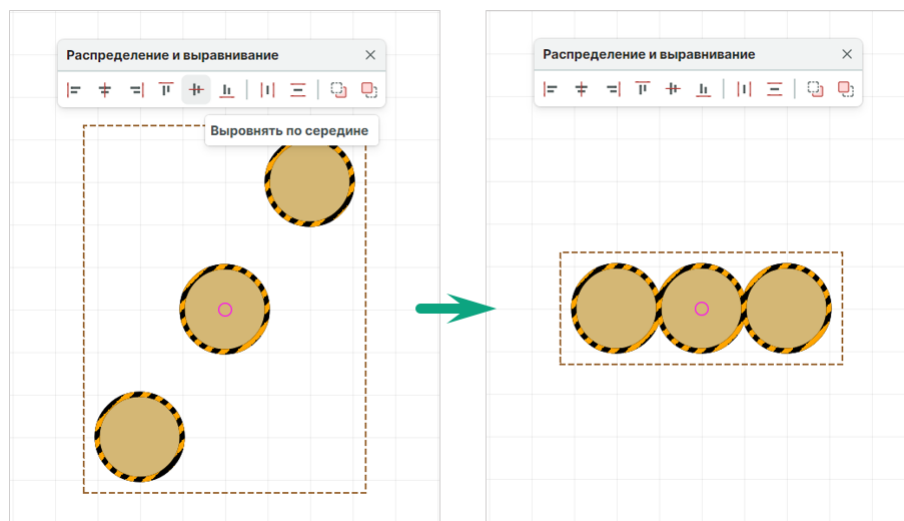 Распределение и выравнивание
Выровнять по середине
Распределение и выравнивание